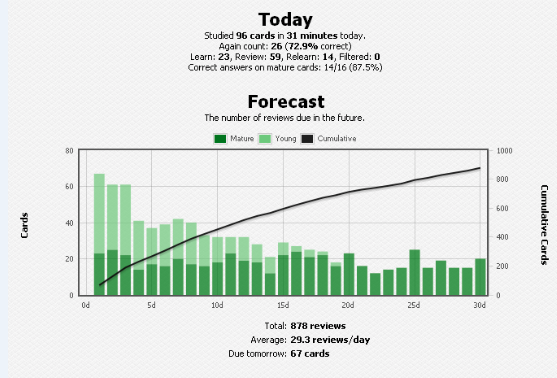 Today
Studied 96 cards in 31 minutes today.
Again count: 26 (72.9% correct)
Learn: 23, Review: 59, Relearn: 14, Filtered: 0
Correct answers on mature cards: 14/16 (87.5%)
Forecast
The number of reviews due in the future.
Mature Young Cumulative
80 1000
800
60
600
40
400
20
200
0 0
Cards
Cumulative Cards
0d 5d 10d 15d 20d 25d 30d
Total: 878 reviews
Average: 29.3 reviews/day
Due tomorrow: 67 cards